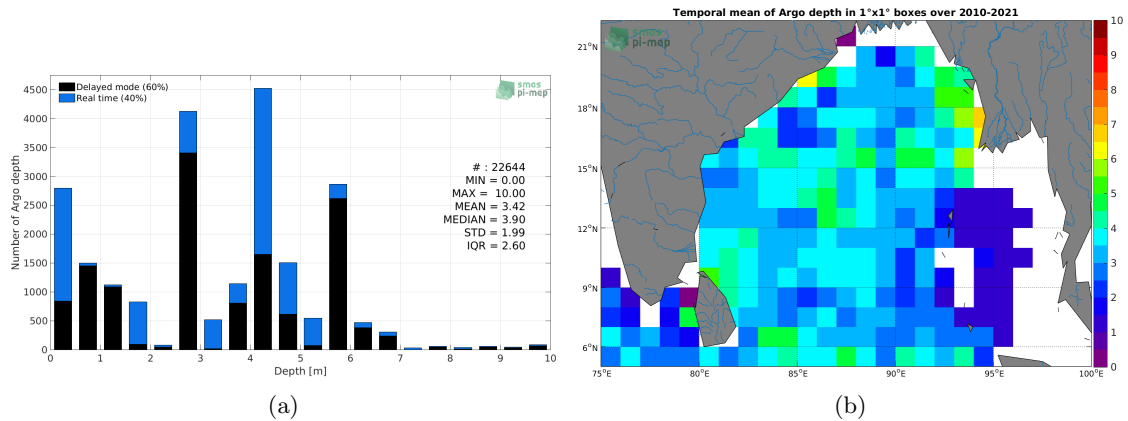 Temporal mean of Argo depth in 1°x1° boxes over 2010-2021
smos
pi-mep
Delayed mode (60%)
Real time (40%)
# : 22644
MIN = 0.00
MAX = 10.00
MEAN = 3.42
MEDIAN = 3.90
STD = 1.99
IQR = 2.60
Number of Argo depth
4500
4000
3500
3000
2500
2000
1500
1000
500
0
0 1 2 3 4 5 6 7 8 9 10
Depth [m]
(a)
smos
pi-mep
21°N
18°N
15°N
12°N
9°N
6°N
75°E 80°E 85°E 90°E 95°E 100°E
10
9
8
7
6
5
4
3
2
1
0
(b)